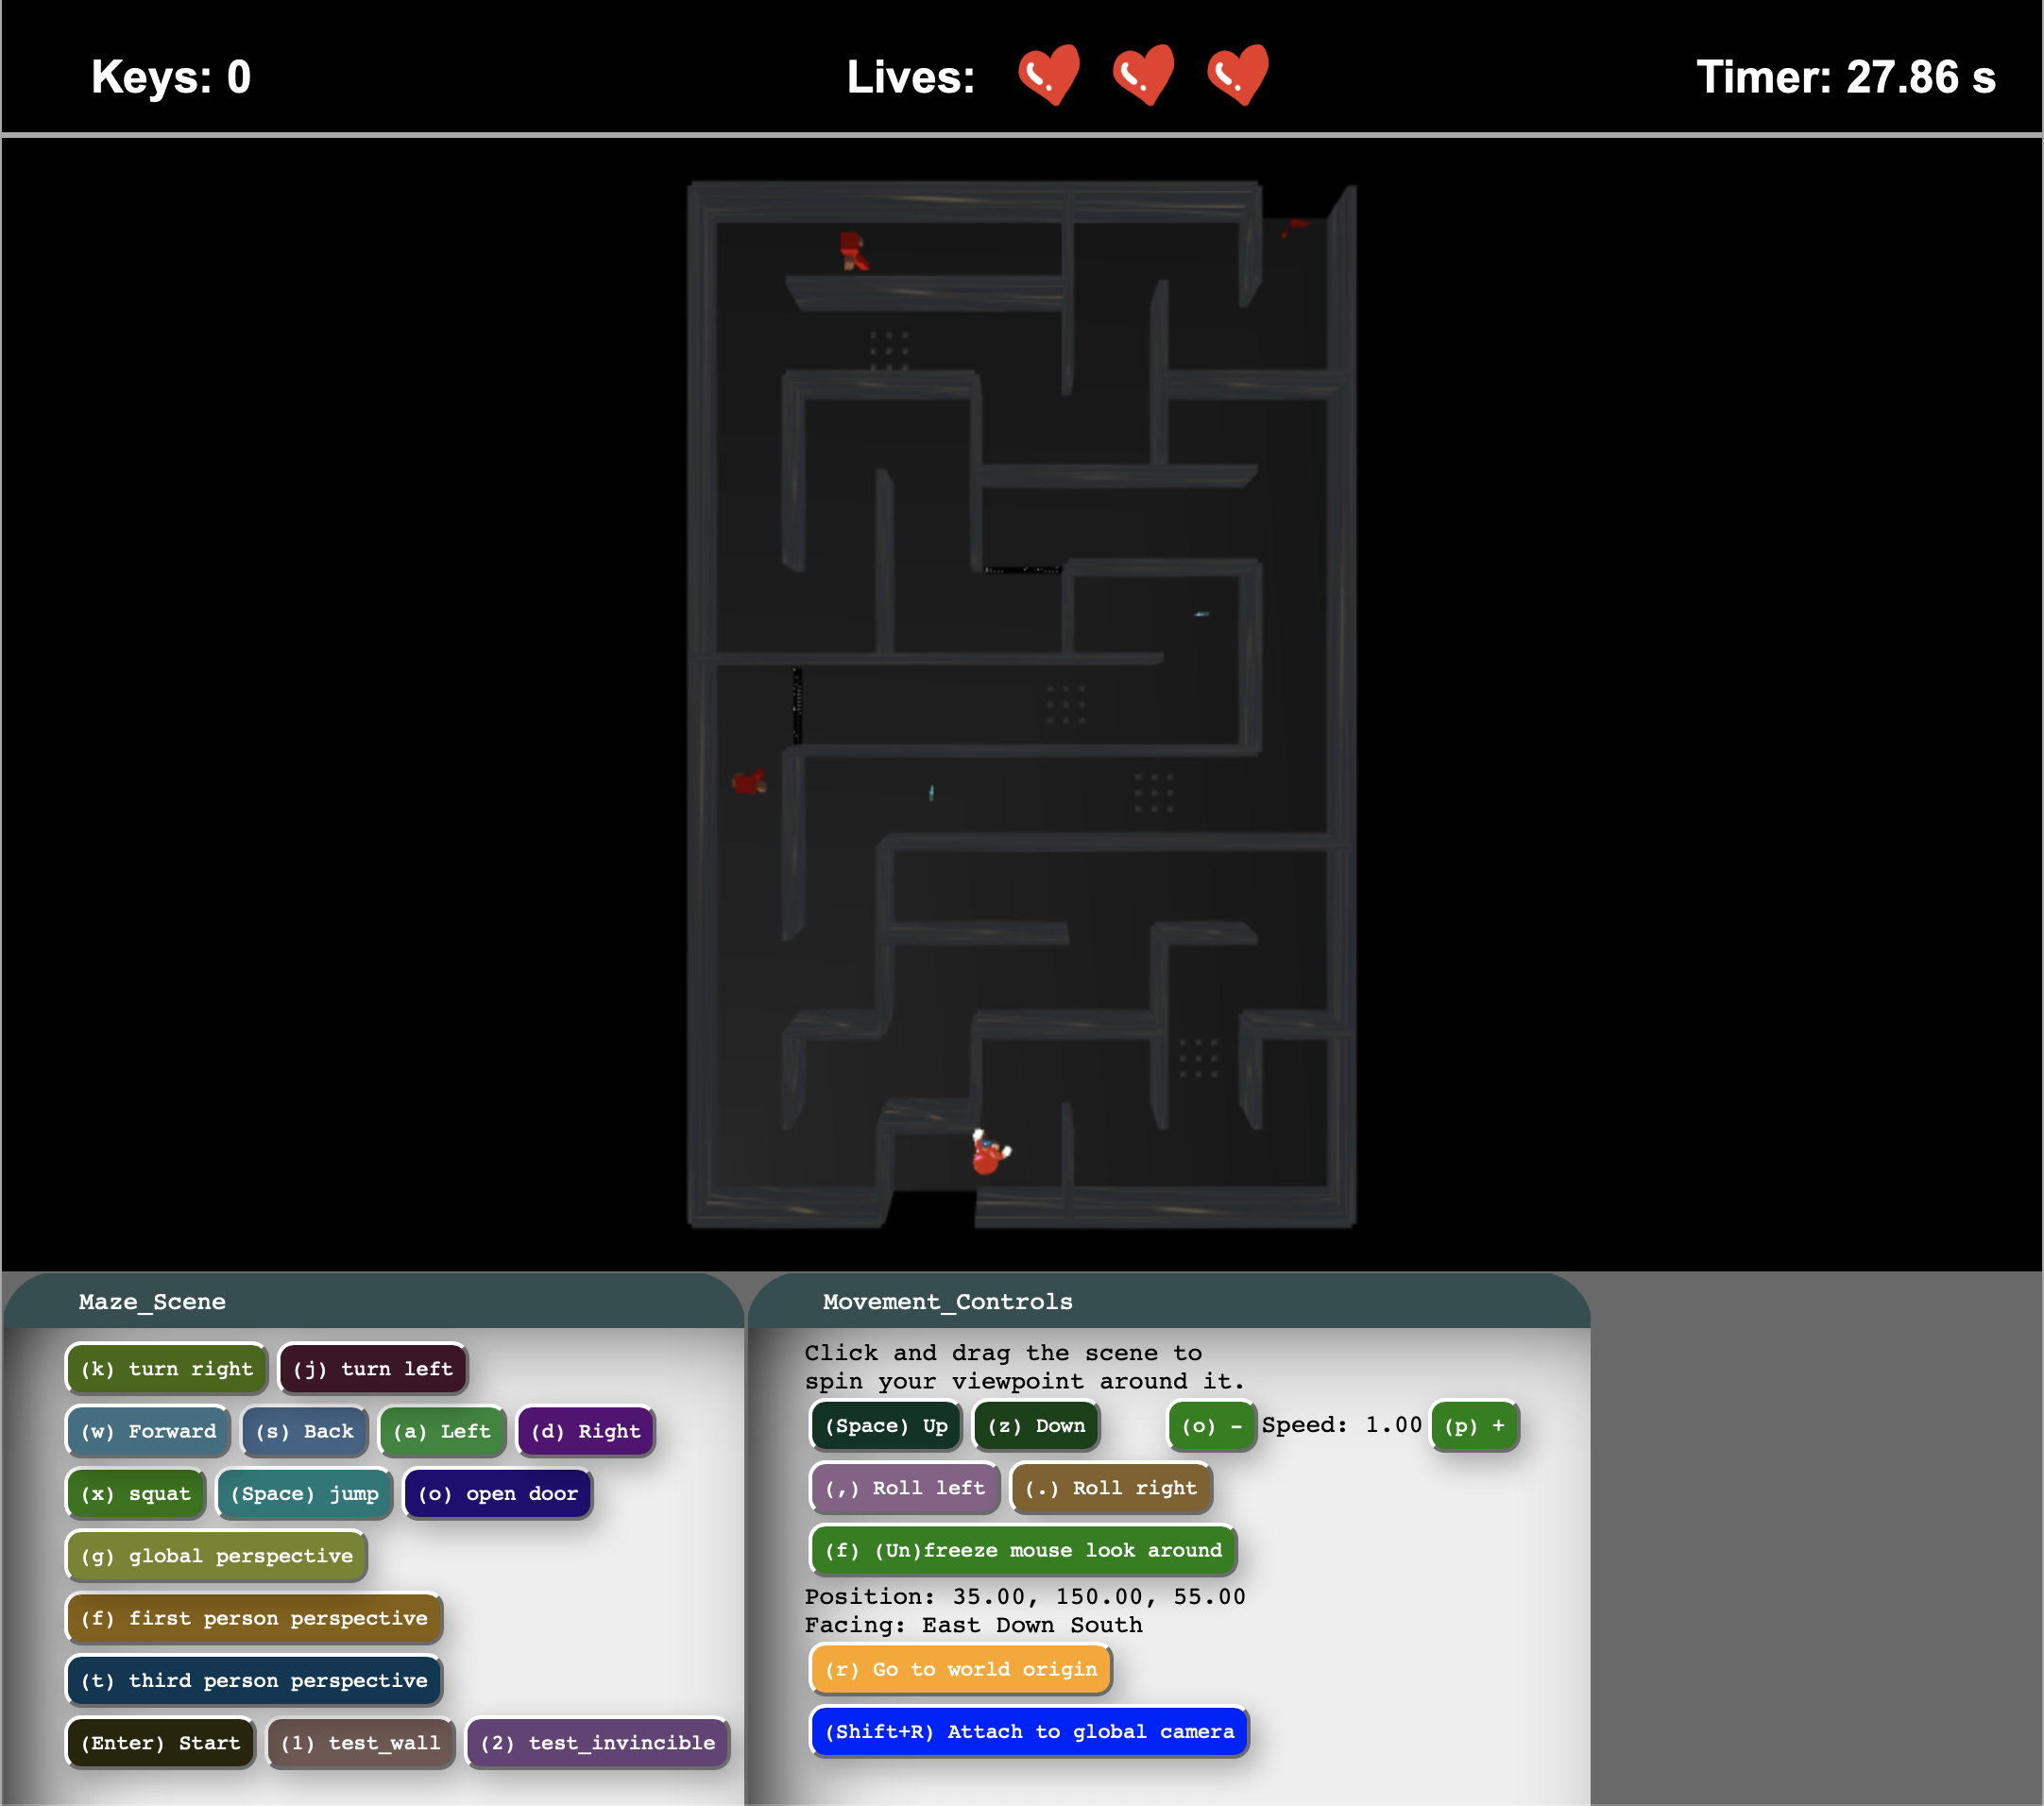 Keys: 0
Lives:
Timer: 27.86 s
Maze_Scene
(k) turn right
(j) turn left
(w) Forward
(s) Back
(a) Left
(d) Right
(x) squat
(Space) jump
(o) open door
(g) global perspective
(f) first person perspective
(t) third person perspective
(Enter) Start
(1) test_wall
(2) test_invincible
Movement_Controls
Click and drag the scene to
spin your viewpoint around it.
(Space) Up
(z) Down
(o) -
Speed: 1.00
(p) +
(,) Roll left
(.) Roll right
(f) (Un)freeze mouse look around
Position: 35.00, 150.00, 55.00
Facing: East Down South
(r) Go to world origin
(Shift+R) Attach to global camera